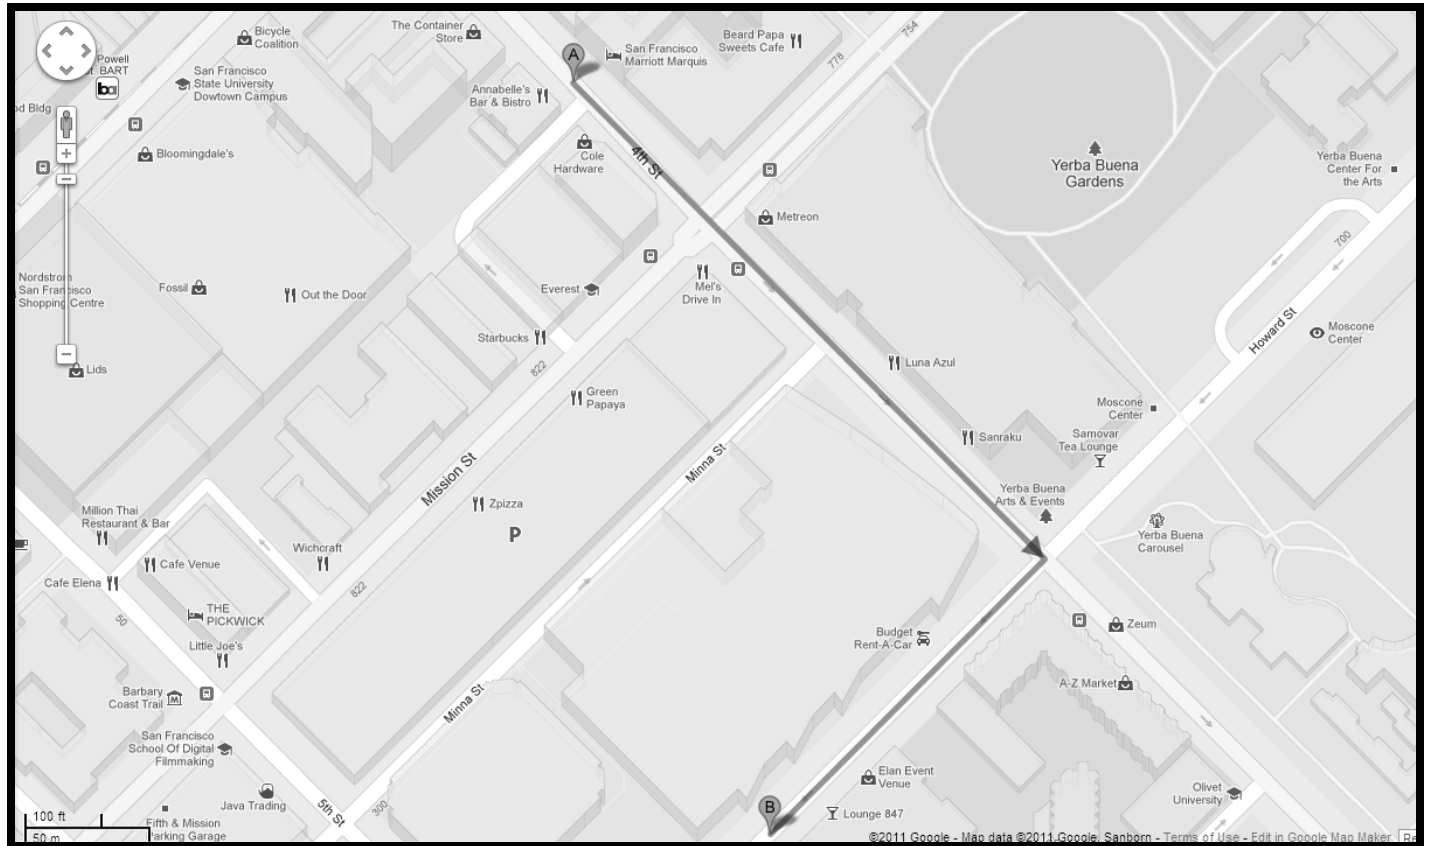 Bicycle
Coalition
The Container
Store
A
San Francisco
Marriott Marquis
Beard Papa
Sweets Cafe
754
778
Powell
BART
ba
San Francisco
State University
Dowtown Campus
Annabelle's
Bar & Bistro
od Bldg
Bloomingdale's
Cole
Hardware
4th St
Yerba Buena
Gardens
Yerba Buena
Center For
the Arts
Metreon
700
Nordstrom
San Francisco
Shopping Centre
Fossil
Out the Door
Everest
Mel's
Drive In
Starbucks
Howard St
Moscone
Center
Lids
822
Luna Azul
Green
Papaya
Moscone
Center
Samovar
Tea Lounge
Sanraku
Minna St
Mission St
Yerba Buena
Arts & Events
Zpizza
P
Million Thai
Restaurant & Bar
Yerba Buena
Carousel
Wichcraft
Cafe Venue
Cafe Elena
822
THE
PICKWICK
50
Little Joe's
Budget
Rent-A-Car
Zeum
A-Z Market
Barbary
Coast Trail
Minna St
San Francisco
School Of Digital
Filmmaking
Elan Event
Venue
Olivet
University
Java Trading
5th St
300
B
Lounge 847
100 ft
50 m
Fifth & Mission
Parking Garage
©2011 Google - Map data ©2011 Google, Sanborn - Terms of Use - Edit in Google Map Maker
Re